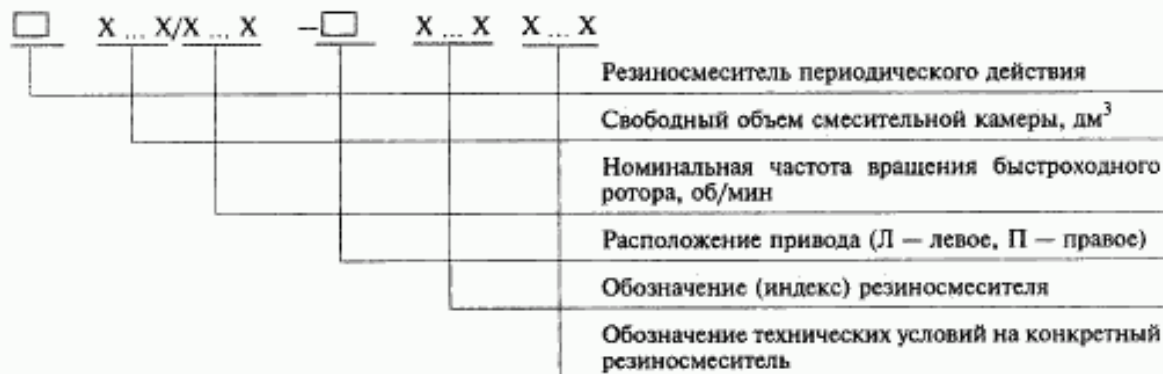 □ X ... X/X ... X –□ X ... X X ... X
Резиносмеситель периодического действия
Свободный объем смесительной камеры, дм³
Номинальная частота вращения быстроходного
ротора, об/мин
Расположение привода (Л — левое, П — правое)
Обозначение (индекс) резиносмесителя
Обозначение технических условий на конкретный
резиносмеситель